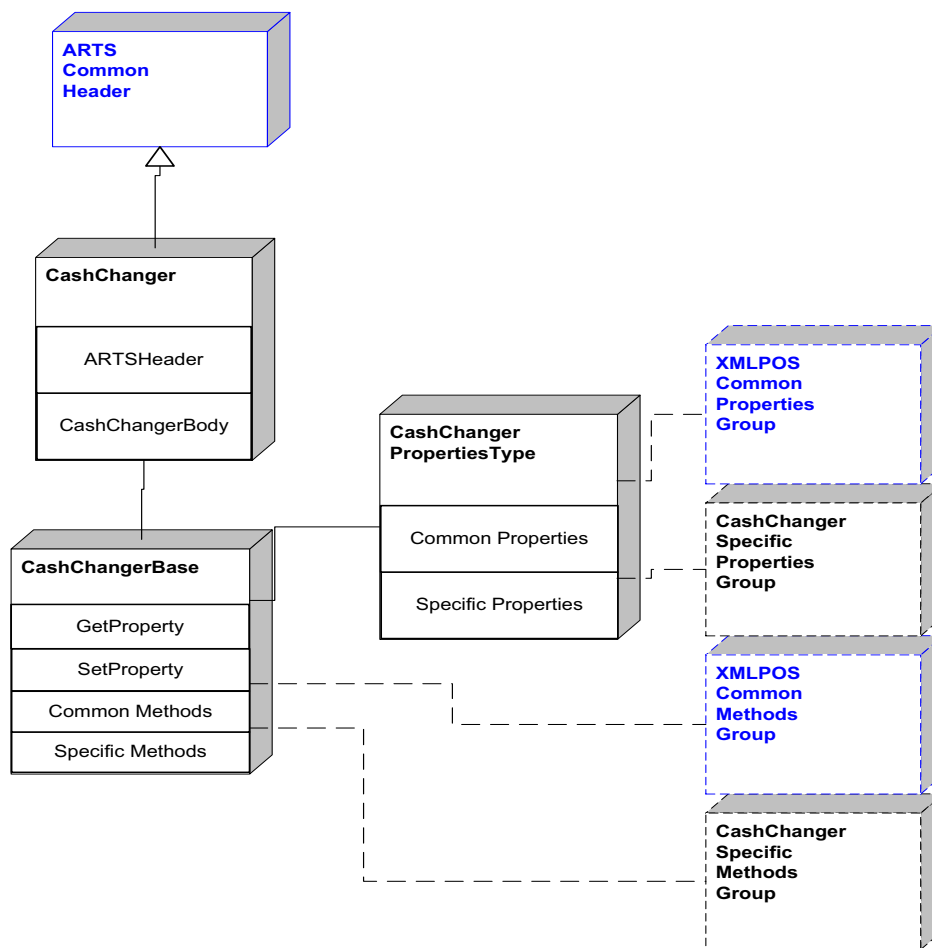 ARTS
Common
Header
CashChanger
ARTSHeader
CashChangerBody
CashChangerBase
GetProperty
SetProperty
Common Methods
Specific Methods
CashChanger
PropertiesType
Common Properties
Specific Properties
XMLPOS
Common
Properties
Group
CashChanger
Specific
Properties
Group
XMLPOS
Common
Methods
Group
CashChanger
Specific
Methods
Group